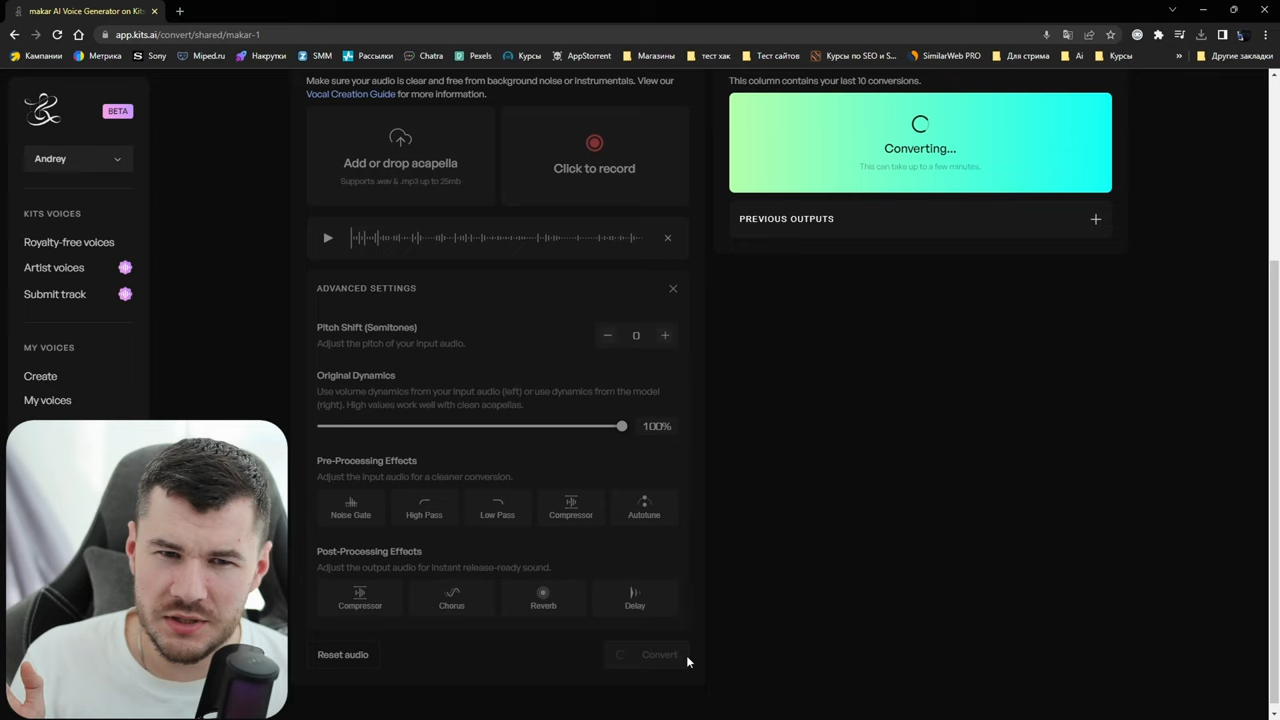 makar AI Voice Generator on Kits
app.kits.ai/convert/shared/makar-1
Кампании
Метрика
Sony
Miped.ru
Накрутки
SMM
Рассылки
Chatra
Pexels
Курсы
AppStorrent
Магазины
тест хак
Тест сайтов
Курсы по SEO и S...
SimilarWeb PRO
Для стрима
Ai
Курсы
»
Другие закладки
BETA
Andrey
KITS VOICES
Royalty-free voices
Artist voices
Submit track
MY VOICES
Create
My voices
Make sure your audio is clear and free from background noise or instrumentals. View our
Vocal Creation Guide for more information.
Add or drop acapella
Supports .wav & .mp3 up to 25mb
Click to record
ADVANCED SETTINGS
Pitch Shift (Semitones)
Adjust the pitch of your input audio.
0
Original Dynamics
Use volume dynamics from your input audio (left) or use dynamics from the model
(right). High values work well with clean acapellas.
100%
Pre-Processing Effects
Adjust the input audio for a cleaner conversion.
Noise Gate
High Pass
Low Pass
Compressor
Autotune
Post-Processing Effects
Adjust the output audio for instant release-ready sound.
Compressor
Chorus
Reverb
Delay
Reset audio
Convert
This column contains your last 10 conversions.
Converting...
This can take up to a few minutes.
PREVIOUS OUTPUTS